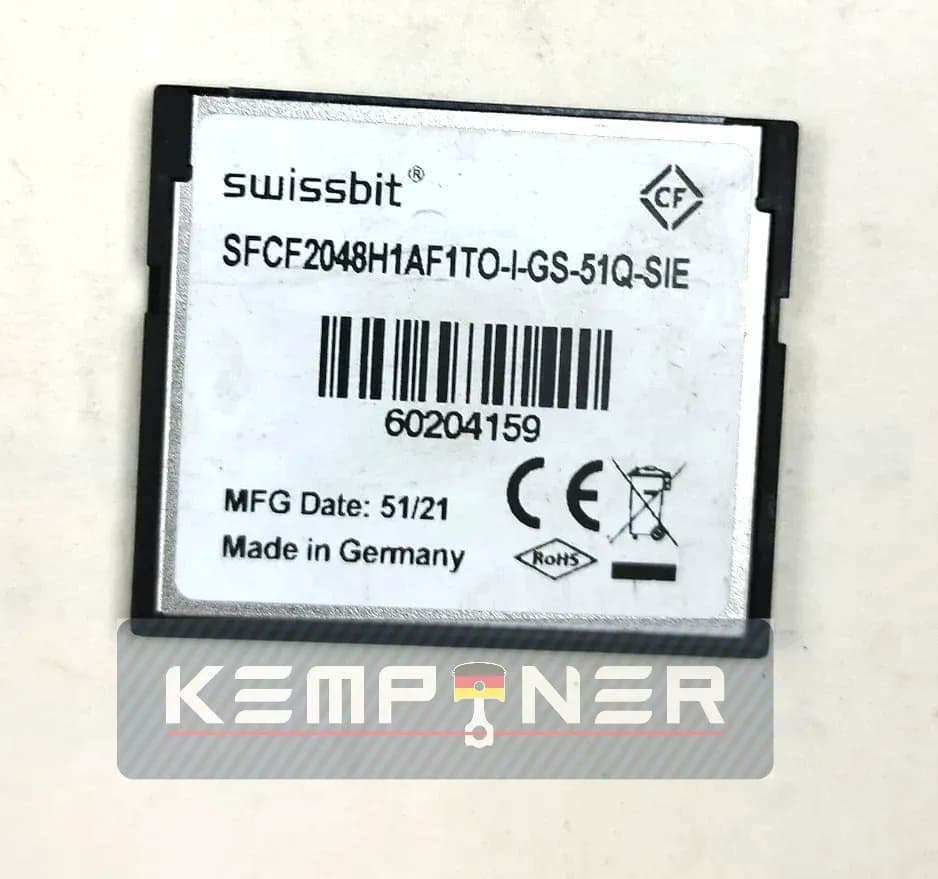 swissbit®
CF
SFCF2048H1AF1TO-I-GS-51Q-SIE
60204159
MFG Date: 51/21
CE
Made in Germany
RoHS
KEMPTNER